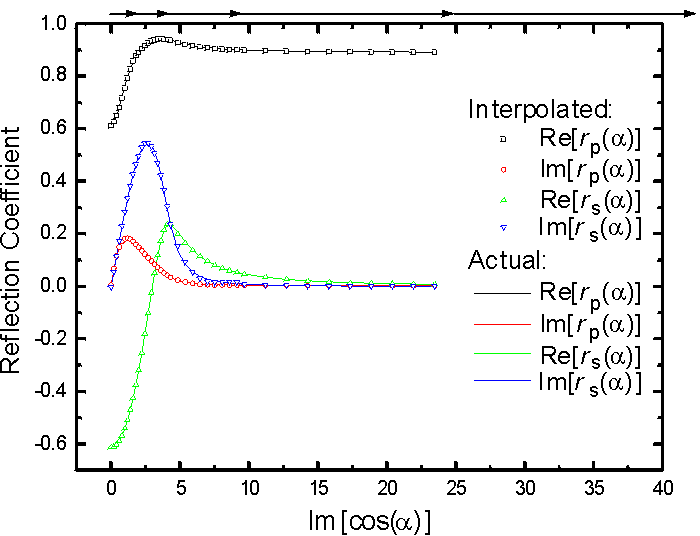 1.0
0.8
0.6
0.4
0.2
0.0
-0.2
-0.4
-0.6
Reflection Coefficient
Interpolated:
Re[rp(α)]
Im[rp(α)]
Re[rs(α)]
Im[rs(α)]
Actual:
Re[rp(α)]
Im[rp(α)]
Re[rs(α)]
Im[rs(α)]
0 5 10 15 20 25 30 35 40
Im[cos(α)]